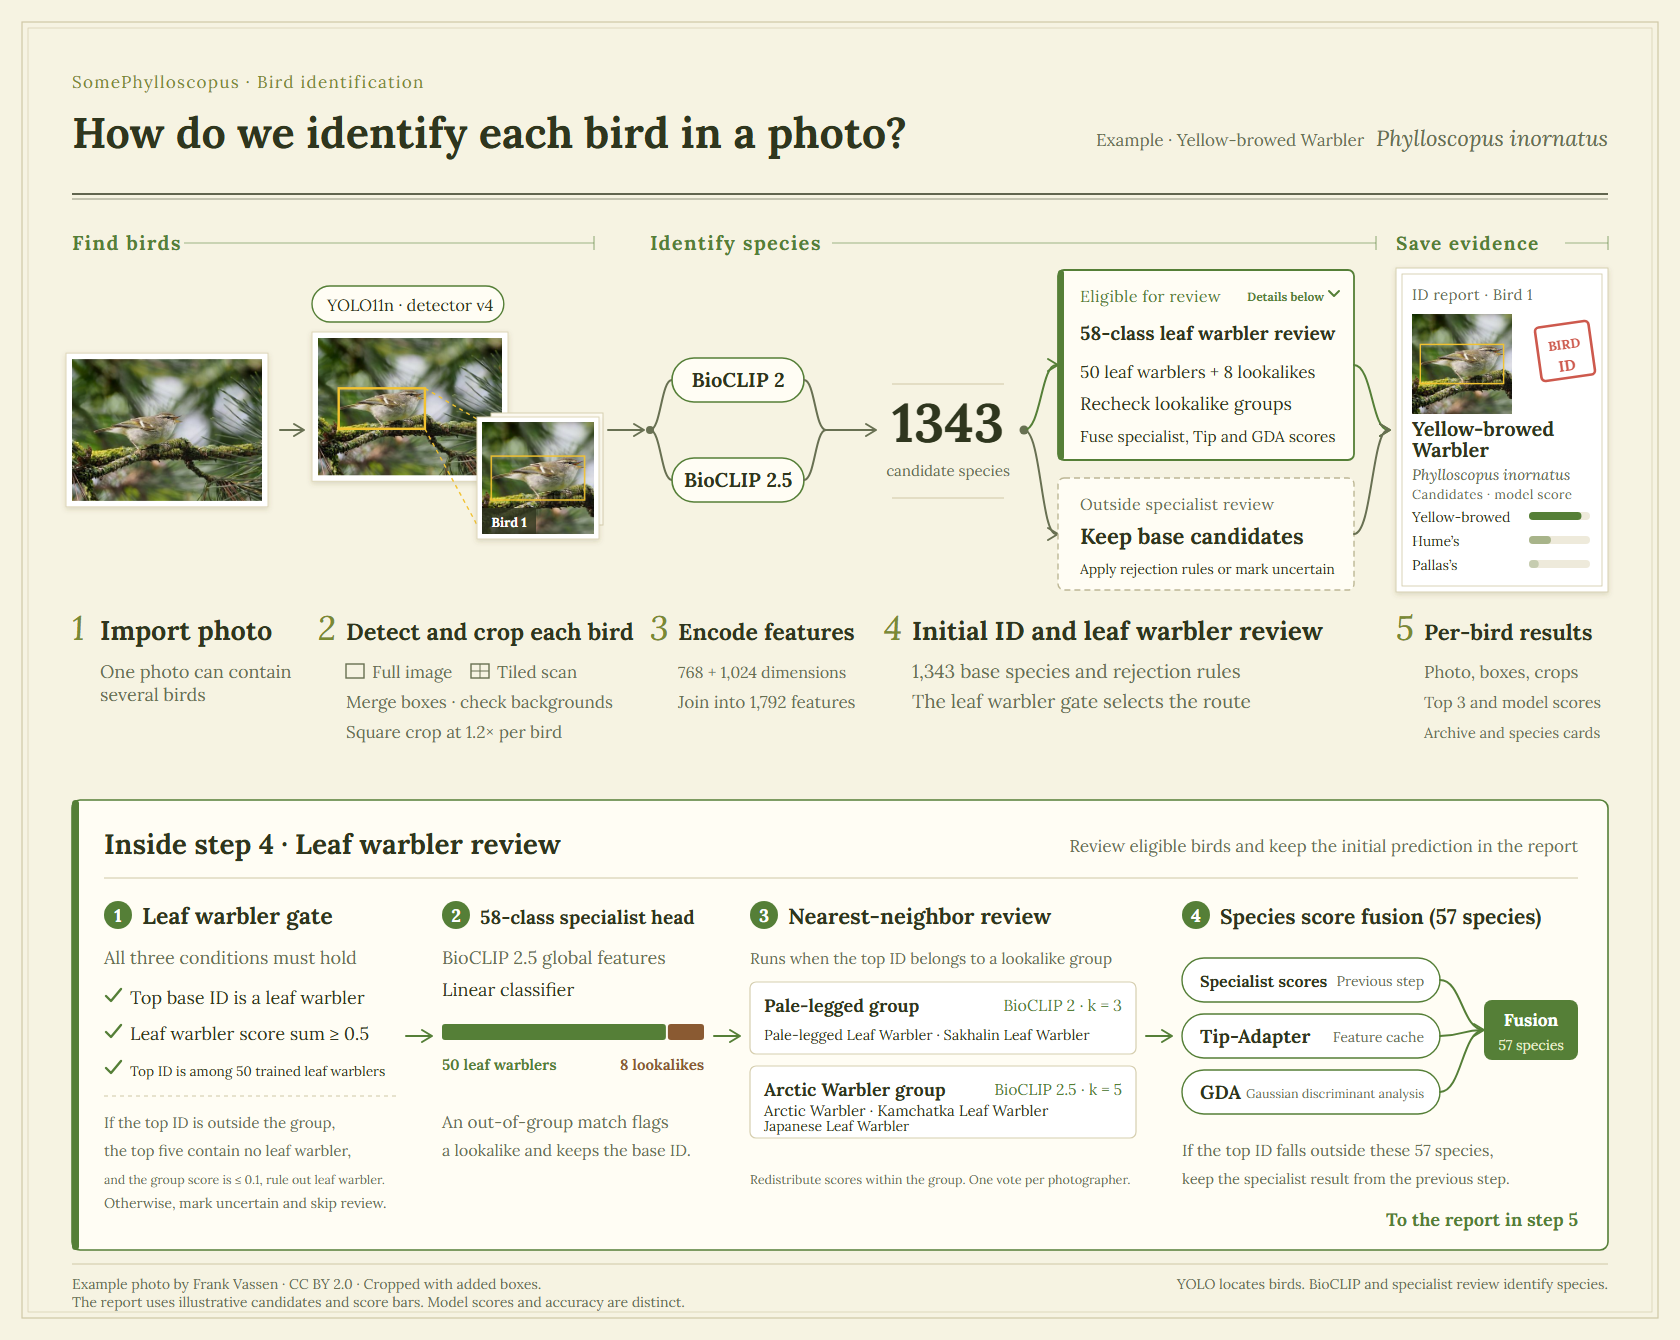 SomePhylloscopus · Bird identification
How do we identify each bird in a photo?
Example · Yellow-browed Warbler Phylloscopus inornatus
Find birds
Identify species
Save evidence
YOLO11n · detector v4
Bird 1
BioCLIP 2
BioCLIP 2.5
1343
candidate species
Eligible for review Details below
58-class leaf warbler review
50 leaf warblers + 8 lookalikes
Recheck lookalike groups
Fuse specialist, Tip and GDA scores
Outside specialist review
Keep base candidates
Apply rejection rules or mark uncertain
ID report · Bird 1
BIRD
ID
Yellow-browed
Warbler
Phylloscopus inornatus
Candidates · model score
Yellow-browed
Hume's
Pallas's
1 Import photo
One photo can contain
several birds
2 Detect and crop each bird
Full image Tiled scan
Merge boxes · check backgrounds
Square crop at 1.2× per bird
3 Encode features
768 + 1,024 dimensions
Join into 1,792 features
4 Initial ID and leaf warbler review
1,343 base species and rejection rules
The leaf warbler gate selects the route
5 Per-bird results
Photo, boxes, crops
Top 3 and model scores
Archive and species cards
Inside step 4 · Leaf warbler review
Review eligible birds and keep the initial prediction in the report
1 Leaf warbler gate
All three conditions must hold
Top base ID is a leaf warbler
Leaf warbler score sum ≥ 0.5
Top ID is among 50 trained leaf warblers
If the top ID is outside the group,
the top five contain no leaf warbler,
and the group score is ≤ 0.1, rule out leaf warbler.
Otherwise, mark uncertain and skip review.
2 58-class specialist head
BioCLIP 2.5 global features
Linear classifier
50 leaf warblers 8 lookalikes
An out-of-group match flags
a lookalike and keeps the base ID.
3 Nearest-neighbor review
Runs when the top ID belongs to a lookalike group
Pale-legged group BioCLIP 2 · k = 3
Pale-legged Leaf Warbler · Sakhalin Leaf Warbler
Arctic Warbler group BioCLIP 2.5 · k = 5
Arctic Warbler · Kamchatka Leaf Warbler
Japanese Leaf Warbler
Redistribute scores within the group. One vote per photographer.
4 Species score fusion (57 species)
Specialist scores Previous step
Tip-Adapter Feature cache
GDA Gaussian discriminant analysis
Fusion
57 species
If the top ID falls outside these 57 species,
keep the specialist result from the previous step.
To the report in step 5
Example photo by Frank Vassen · CC BY 2.0 · Cropped with added boxes.
The report uses illustrative candidates and score bars. Model scores and accuracy are distinct.
YOLO locates birds. BioCLIP and specialist review identify species.